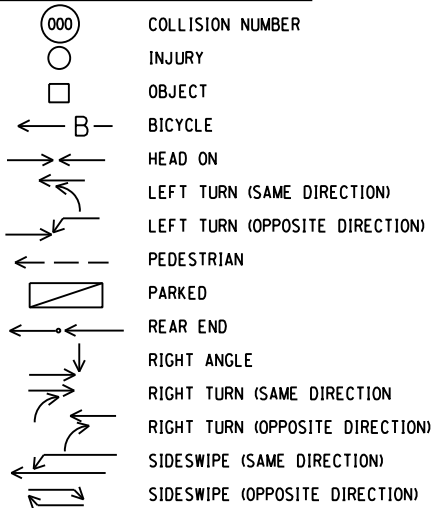 000 COLLISION NUMBER
INJURY
OBJECT
B BICYCLE
HEAD ON
LEFT TURN (SAME DIRECTION)
LEFT TURN (OPPOSITE DIRECTION)
PEDESTRIAN
PARKED
REAR END
RIGHT ANGLE
RIGHT TURN (SAME DIRECTION
RIGHT TURN (OPPOSITE DIRECTION)
SIDESWIPE (SAME DIRECTION)
SIDESWIPE (OPPOSITE DIRECTION)